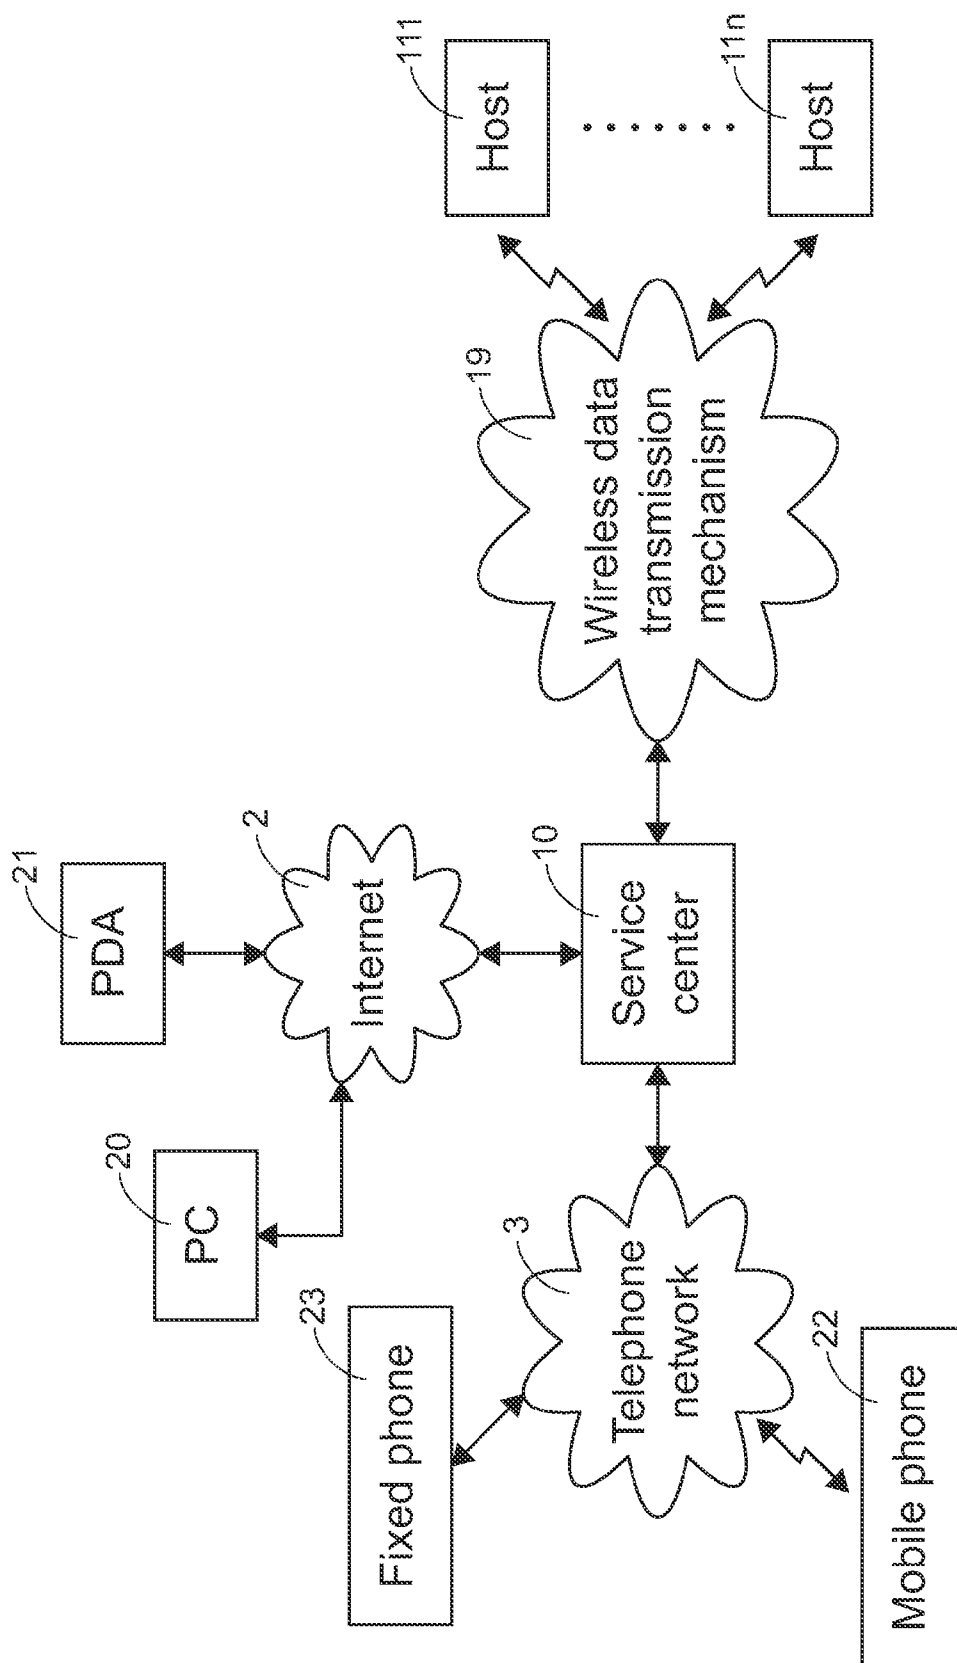 21
PDA
20
PC
2
Internet
23
Fixed phone
3
Telephone
network
22
Mobile phone
10
Service
center
19
Wireless data
transmission
mechanism
111
Host
11n
Host